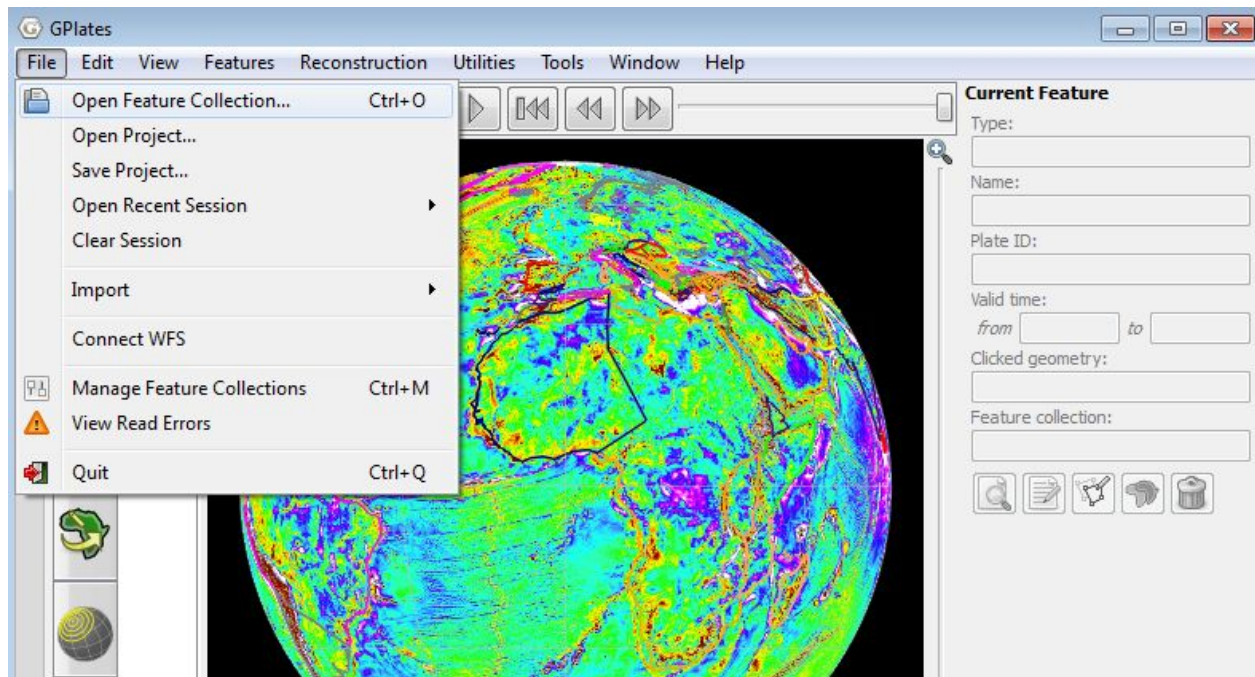 GPlates
File Edit View Features Reconstruction Utilities Tools Window Help
Open Feature Collection... Ctrl+O
Open Project...
Save Project...
Open Recent Session
Clear Session
Import
Connect WFS
Manage Feature Collections Ctrl+M
View Read Errors
Quit Ctrl+Q
Current Feature
Type:
Name:
Plate ID:
Valid time:
from to
Clicked geometry:
Feature collection: